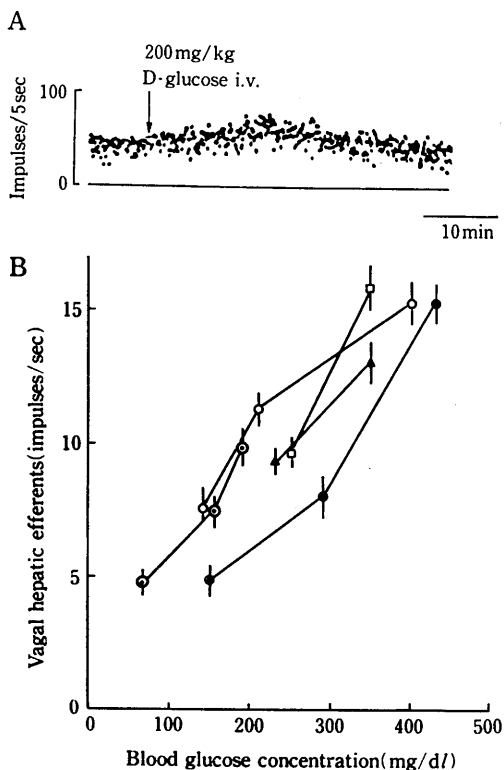 A
200mg/kg
D-glucose i.v.
100
0
Impulses/5sec
10min
B
15
10
5
0
Vagal hepatic efferents(impulses/sec)
0 100 200 300 400 500
Blood glucose concentration(mg/dl)